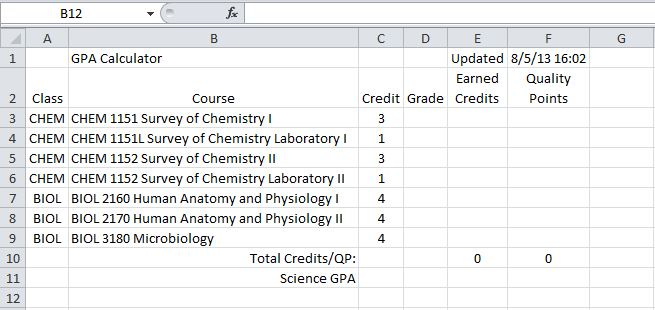 B12 fx
A B C D E F G
1 GPA Calculator Updated 8/5/13 16:02
Earned Quality
2 Class Course Credit Grade Credits Points
3 CHEM CHEM 1151 Survey of Chemistry I 3
4 CHEM CHEM 1151L Survey of Chemistry Laboratory I 1
5 CHEM CHEM 1152 Survey of Chemistry II 3
6 CHEM CHEM 1152 Survey of Chemistry Laboratory II 1
7 BIOL BIOL 2160 Human Anatomy and Physiology I 4
8 BIOL BIOL 2170 Human Anatomy and Physiology II 4
9 BIOL BIOL 3180 Microbiology 4
10 Total Credits/QP: 0 0
11 Science GPA
12